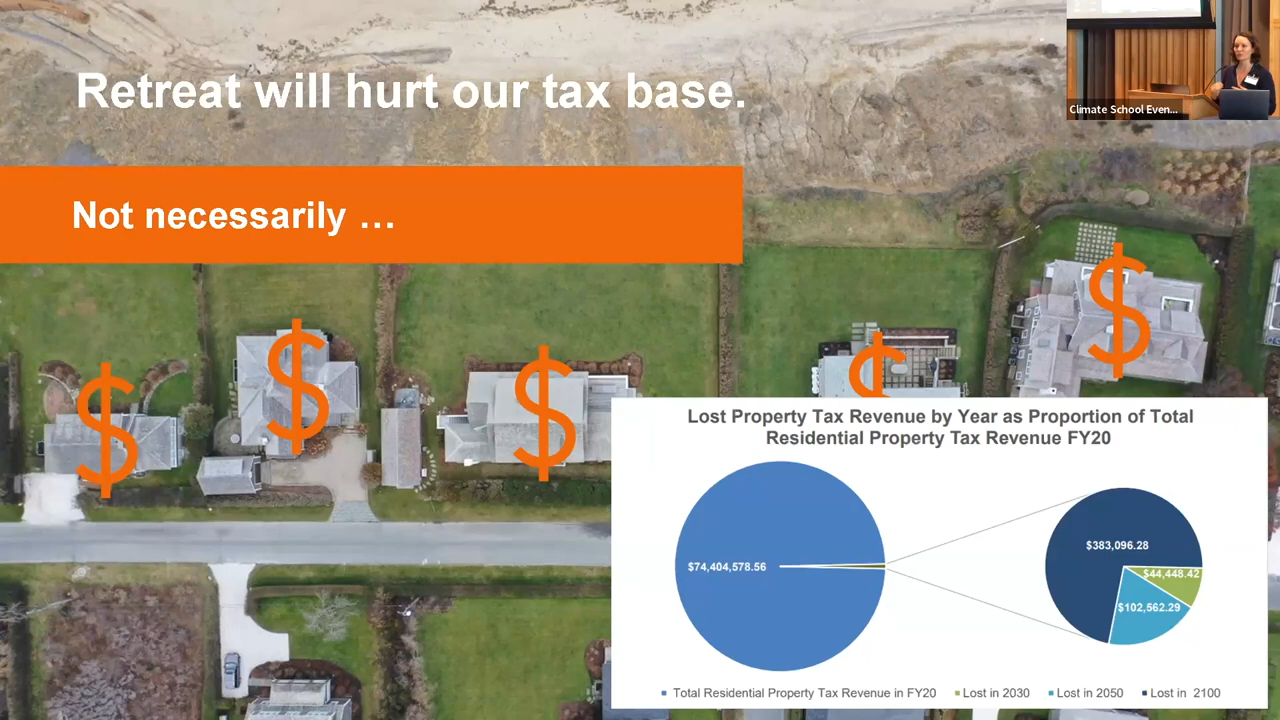 Retreat will hurt our tax base.
Climate School Even...
Not necessarily …
$
$
$
$
$
Lost Property Tax Revenue by Year as Proportion of Total
Residential Property Tax Revenue FY20
$74,404,578.56
$383,096.28
$44,448.42
$102,562.29
Total Residential Property Tax Revenue in FY20 Lost in 2030 Lost in 2050 Lost in 2100